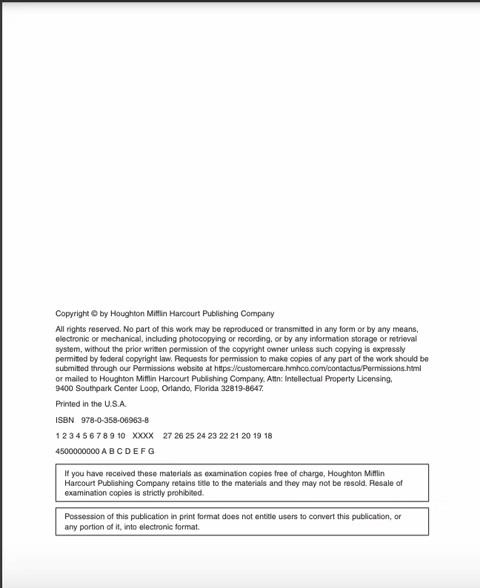 Copyright © by Houghton Mifflin Harcourt Publishing Company
All rights reserved. No part of this work may be reproduced or transmitted in any form or by any means,
electronic or mechanical, including photocopying or recording, or by any information storage or retrieval
system, without the prior written permission of the copyright owner unless such copying is expressly
permitted by federal copyright law. Requests for permission to make copies of any part of the work should be
submitted through our Permissions website at https://customercare.hmhco.com/contactus/Permissions.html
or mailed to Houghton Mifflin Harcourt Publishing Company, Attn: Intellectual Property Licensing,
9400 Southpark Center Loop, Orlando, Florida 32819-8647.
Printed in the U.S.A.
ISBN 978-0-358-06963-8
1 2 3 4 5 6 7 8 9 10 XXXX 27 26 25 24 23 22 21 20 19 18
4500000000 A B C D E F G
If you have received these materials as examination copies free of charge, Houghton Mifflin
Harcourt Publishing Company retains title to the materials and they may not be resold. Resale of
examination copies is strictly prohibited.
Possession of this publication in print format does not entitle users to convert this publication, or
any portion of it, into electronic format.